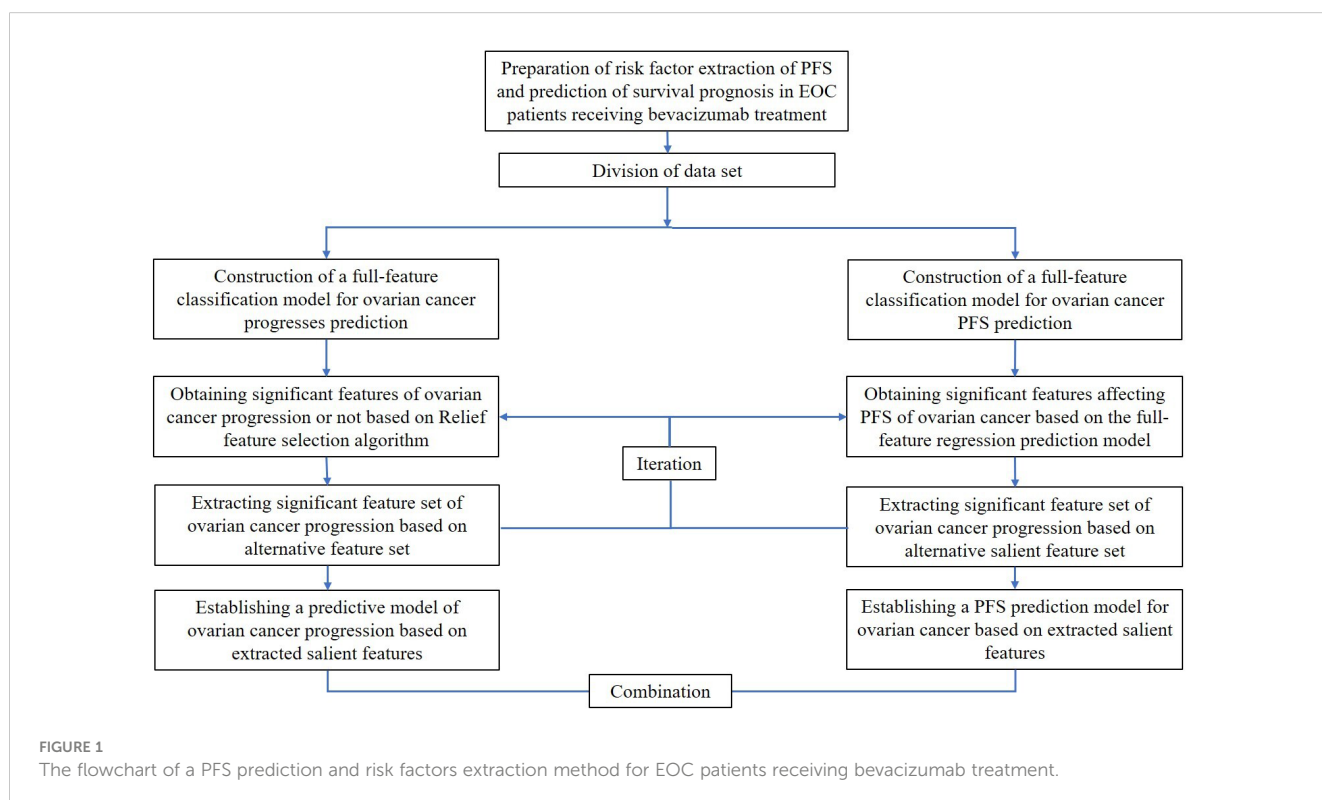 Preparation of risk factor extraction of PFS
and prediction of survival prognosis in EOC
patients receiving bevacizumab treatment
Division of data set
Construction of a full-feature
classification model for ovarian cancer
progresses prediction
Construction of a full-feature
classification model for ovarian cancer
PFS prediction
Obtaining significant features of ovarian
cancer progression or not based on Relief
feature selection algorithm
Obtaining significant features affecting
PFS of ovarian cancer based on the full-
feature regression prediction model
Iteration
Extracting significant feature set of
ovarian cancer progression based on
alternative feature set
Extracting significant feature set of
ovarian cancer progression based on
alternative salient feature set
Establishing a predictive model of
ovarian cancer progression based on
extracted salient features
Establishing a PFS prediction model for
ovarian cancer based on extracted salient
features
Combination
FIGURE 1
The flowchart of a PFS prediction and risk factors extraction method for EOC patients receiving bevacizumab treatment.